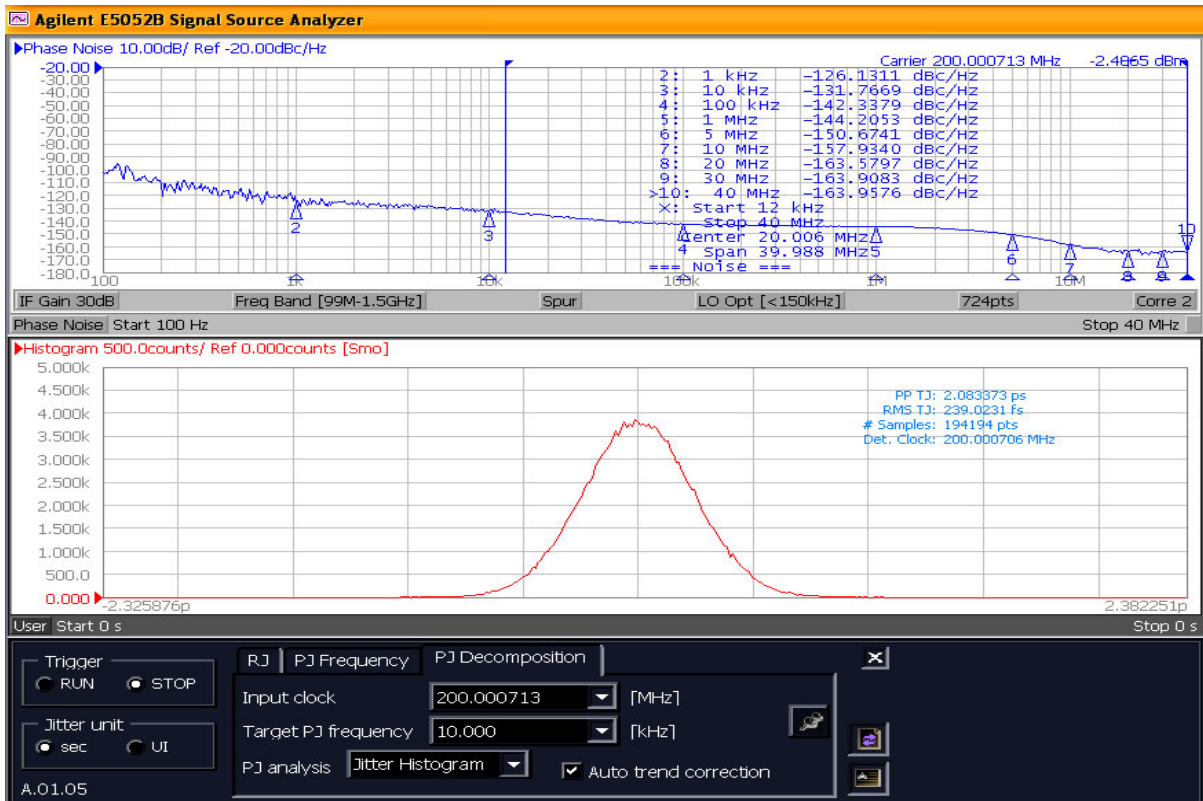 Agilent E5052B Signal Source Analyzer
▶Phase Noise 10.00dB/ Ref -20.00dBc/Hz
Carrier 200.000713 MHz -2.4865 dBm
-20.00▶
-30.00
-40.00
-50.00
-60.00
-70.00
-80.00
-90.00
-100.0
-110.0
-120.0
-130.0
-140.0
-150.0
-160.0
-170.0
-180.0
2: 1 kHz -126.1311 dBc/Hz
3: 10 kHz -131.7669 dBc/Hz
4: 100 kHz -142.3379 dBc/Hz
5: 1 MHz -144.2053 dBc/Hz
6: 5 MHz -150.6741 dBc/Hz
7: 10 MHz -157.9340 dBc/Hz
8: 20 MHz -163.5797 dBc/Hz
9: 30 MHz -163.9083 dBc/Hz
>10: 40 MHz -163.9576 dBc/Hz
X: Start 12 kHz
Stop 40 MHz
Center 20.006 MHz
Span 39.988 MHz
=== Noise ===
2 3 4 5 6 7 8 9 10
100 1k 10k 100k 1M 10M
IF Gain 30dB Freq Band [99M-1.5GHz] Spur LO Opt [<150kHz] 724pts Corre 2
Phase Noise Start 100 Hz Stop 40 MHz
▶Histogram 500.0counts/ Ref 0.000counts [Smo]
5.000k
4.500k
4.000k
3.500k
3.000k
2.500k
2.000k
1.500k
1.000k
500.0
0.000▶
PP TJ: 2.083373 ps
RMS TJ: 239.0231 fs
# Samples: 194194 pts
Det. Clock: 200.000706 MHz
-2.325876p 2.382251p
User Start 0 s Stop 0 s
Trigger
RUN STOP
Jitter unit
sec UI
A.01.05
RJ PJ Frequency PJ Decomposition
Input clock 200.000713 [MHz]
Target PJ frequency 10.000 [kHz]
PJ analysis Jitter Histogram Auto trend correction